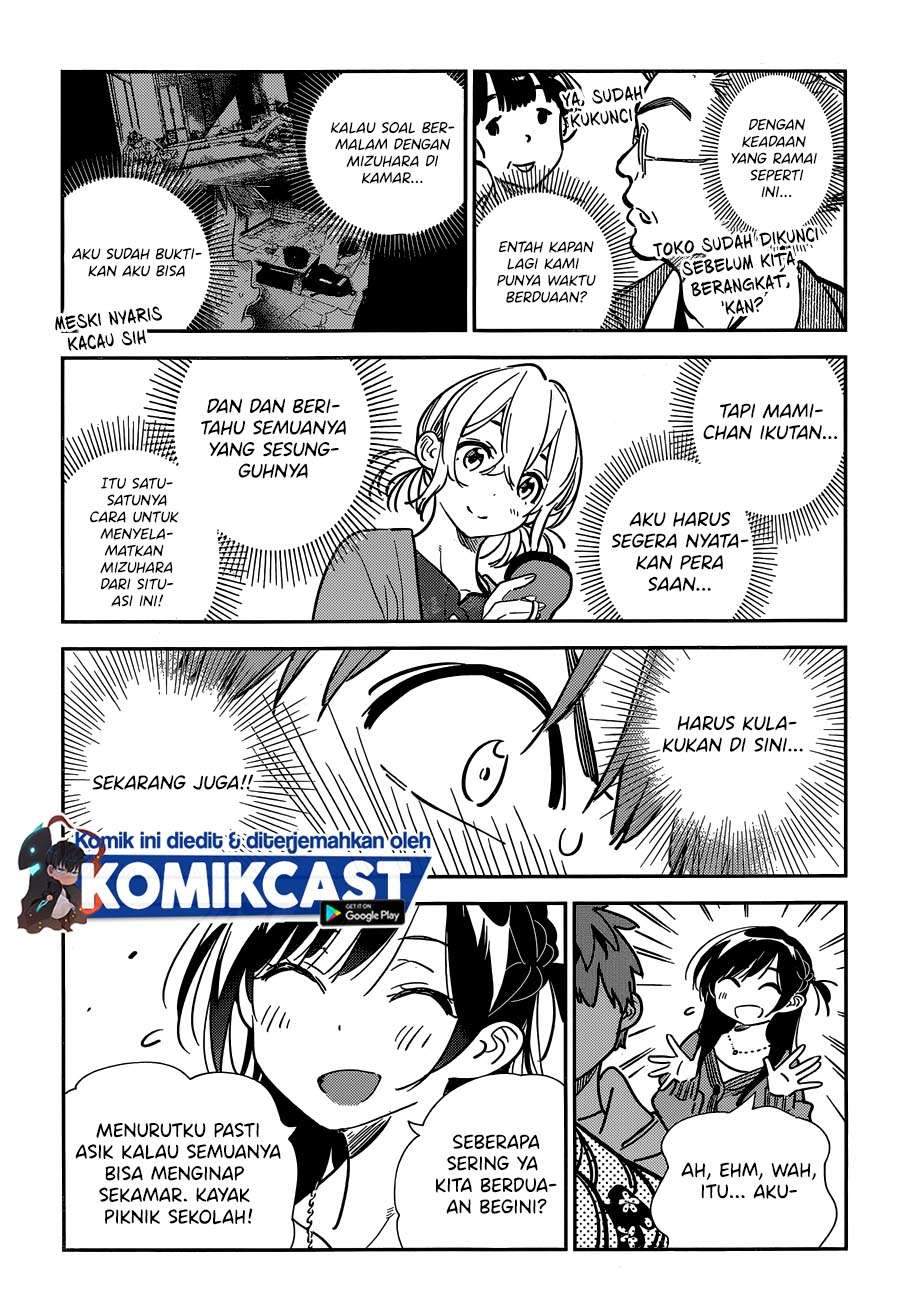 DENGAN
KEADAAN
YANG RAMAI
SEPERTI
INI...
YA, SUDAH
KUKUNCI
TOKO SUDAH DIKUNCI
SEBELUM KITA
BERANGKAT,
'KAN?
ENTAH KAPAN
LAGI KAMI
PUNYA WAKTU
BERDUAAN?
KALAU SOAL BER-
MALAM DENGAN
MIZUHARA DI
KAMAR...
AKU SUDAH BUKTI-
KAN AKU BISA
MESKI NYARIS
KACAU SIH
TAPI MAMI-
CHAN IKUTAN...
AKU HARUS
SEGERA NYATA-
KAN PERA
SAAN...
DAN DAN BERI-
TAHU SEMUANYA
YANG SESUNG-
GUHNYA
ITU SATU-
SATUNYA
CARA UNTUK
MENYELA-
MATKAN
MIZUHARA
DARI SITU-
ASI INI!
HARUS KULA-
KUKAN DI SINI...
SEKARANG JUGA!!
Komik ini diedit & diterjemahkan oleh
KOMIKCAST
GET IT ON
Google Play
AH, EHM, WAH,
ITU... AKU-
SEBERAPA
SERING YA
KITA BERDUA-
AN BEGINI?
MENURUTKU PASTI
ASIK KALAU SEMUANYA
BISA MENGINAP
SEKAMAR. KAYAK
PIKNIK SEKOLAH!